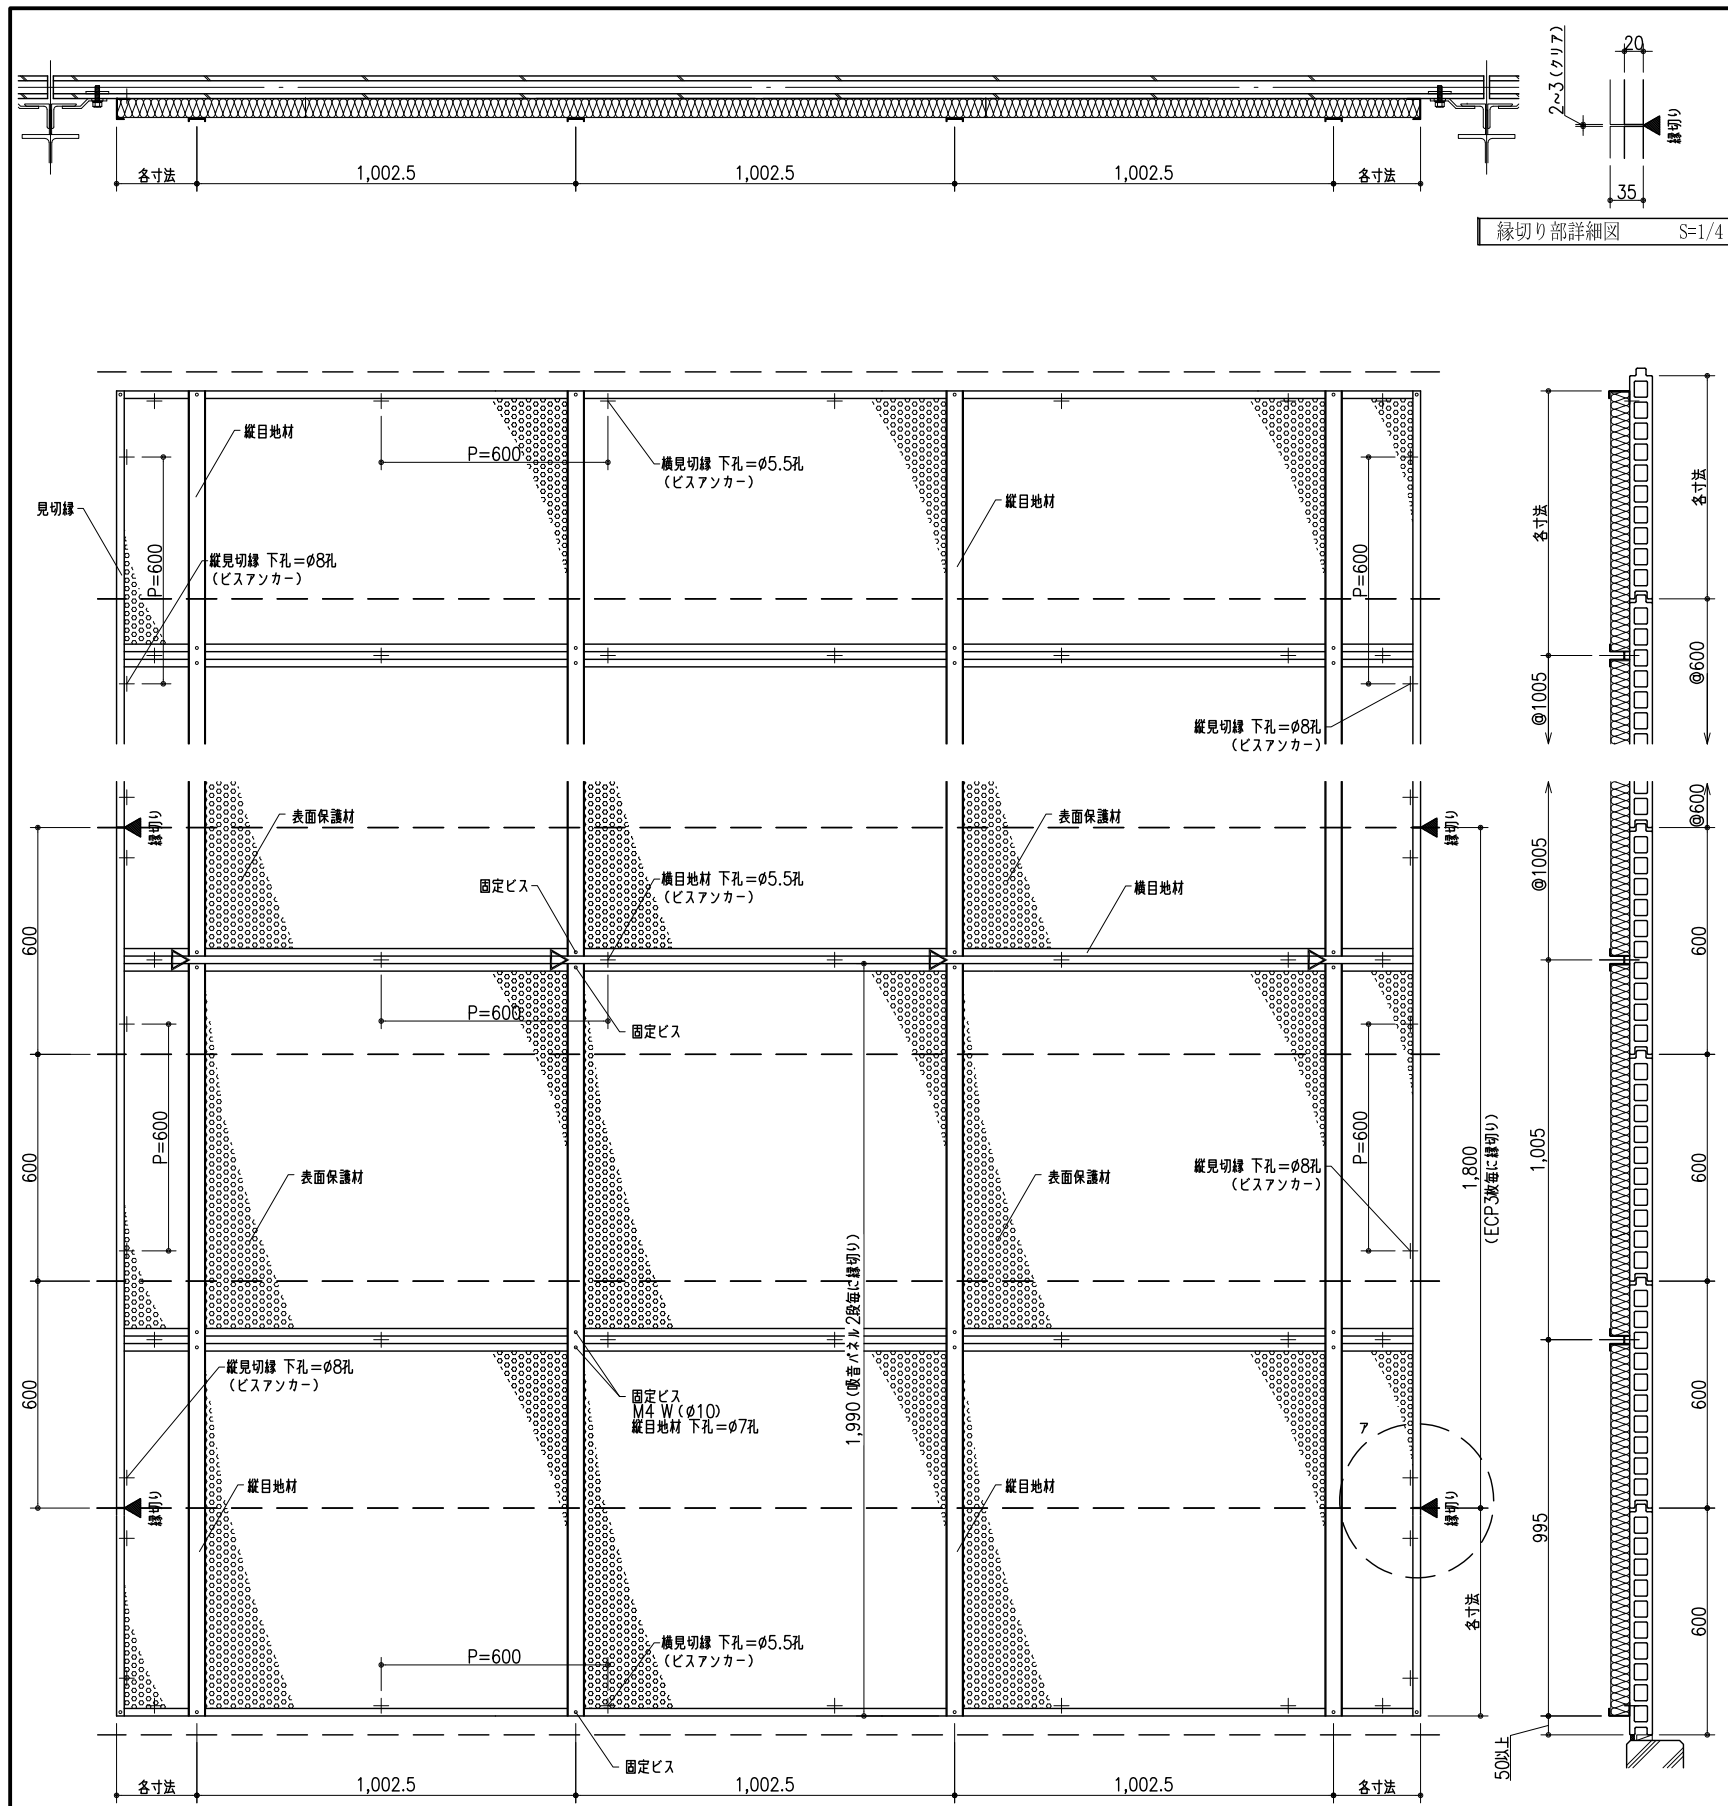 各寸法
1,002.5
1,002.5
1,002.5
各寸法
20
2~3(クリア)
縁切り
35
縁切り部詳細図 S=1/4
縦目地材
P=600
横見切縁 下孔=φ5.5孔
(ビスアンカー)
見切縁
縦目地材
P=600
縦見切縁 下孔=φ8孔
(ビスアンカー)
P=600
縦見切縁 下孔=φ8孔
(ビスアンカー)
各寸法
各寸法
@1005
@600
表面保護材
表面保護材
縁切り
縁切り
固定ビス
横目地材 下孔=φ5.5孔
(ビスアンカー)
横目地材
@1005
@600
600
600
P=600
固定ビス
P=600
P=600
600
表面保護材
表面保護材
縦見切縁 下孔=φ8孔
(ビスアンカー)
1,800
(ECP3枚毎に縁切り)
1,005
600
1,990(吸音パネル2段毎に縁切り)
縦見切縁 下孔=φ8孔
(ビスアンカー)
600
固定ビス
M4 W(φ10)
縦目地材 下孔=φ7孔
ア
600
縦目地材
縦目地材
縁切り
縁切り
995
各寸法
600
P=600
横見切縁 下孔=φ5.5孔
(ビスアンカー)
固定ビス
50以上
各寸法
1,002.5
1,002.5
1,002.5
各寸法